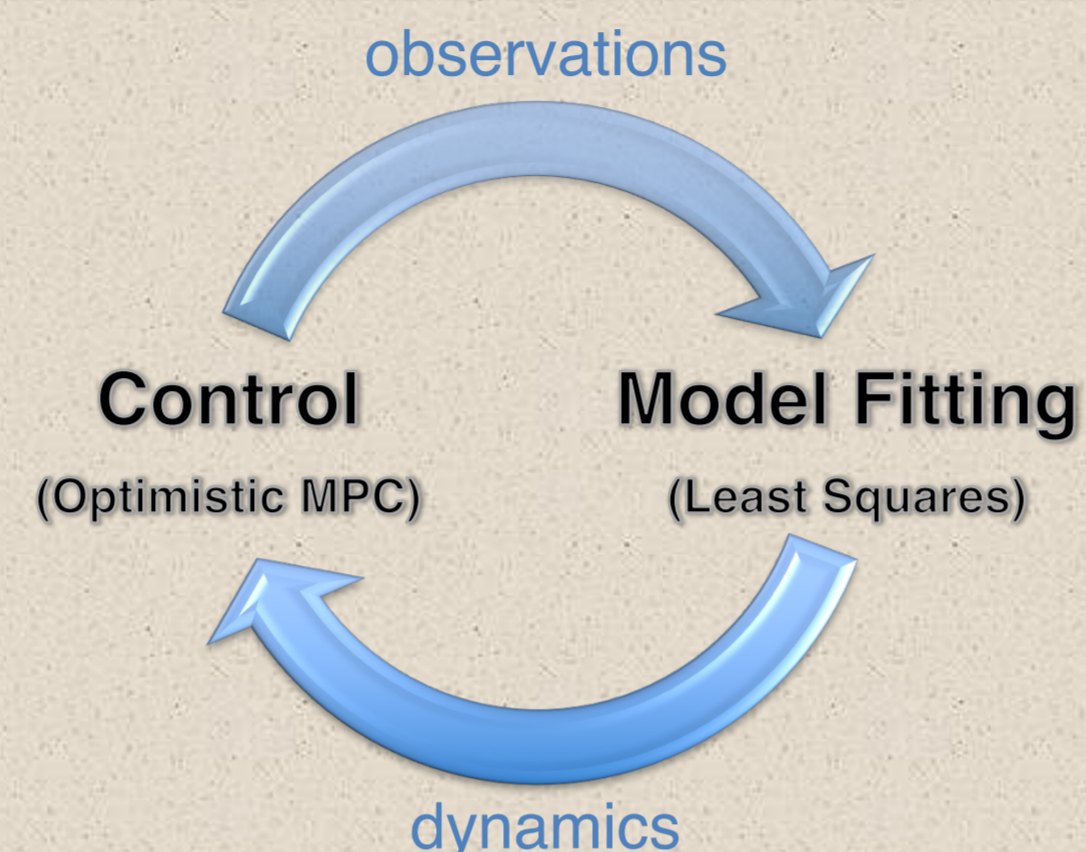 observations
Control
Model Fitting
(Optimistic MPC)
(Least Squares)
dynamics